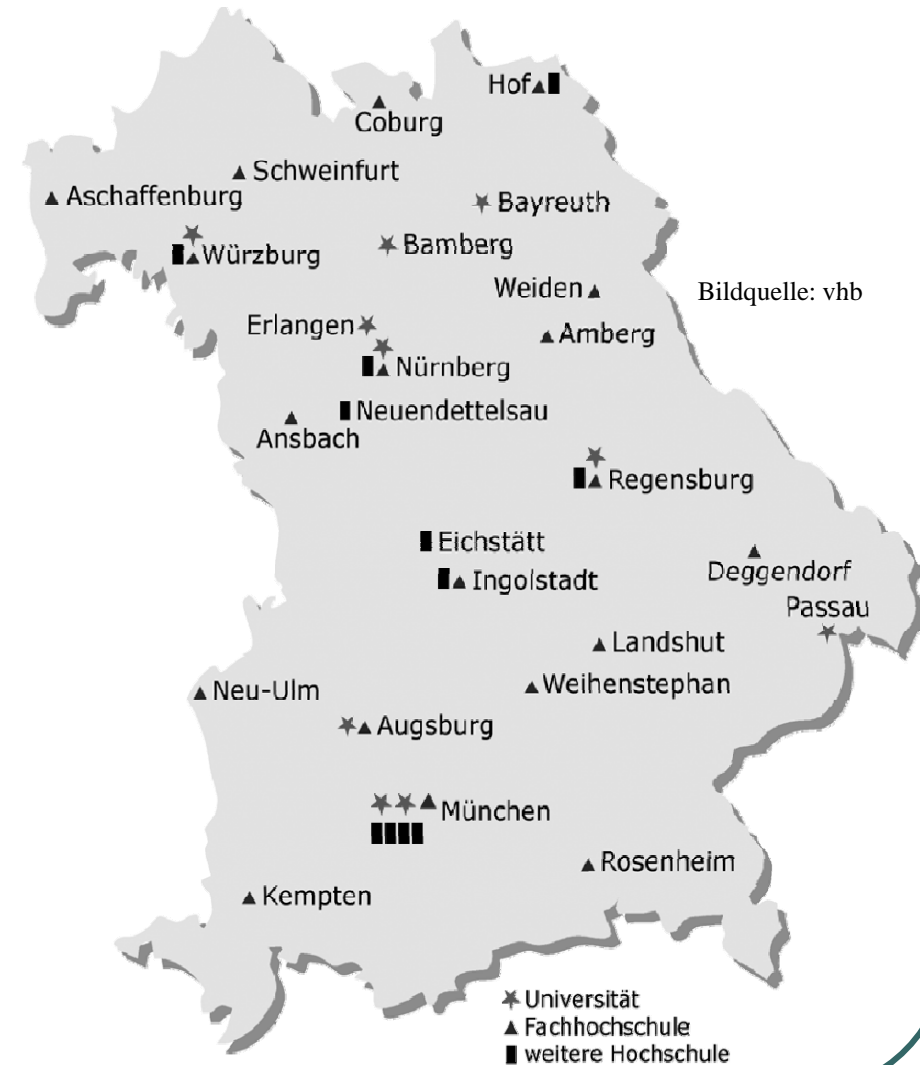 Hof
Coburg
Schweinfurt
Aschaffenburg
Bayreuth
Bamberg
Würzburg
Weiden
Bildquelle: vhb
Erlangen
Amberg
Nürnberg
Neuendettelsau
Ansbach
Regensburg
Eichstätt
Deggendorf
Ingolstadt
Passau
Landshut
Weihenstephan
Neu-Ulm
Augsburg
München
Rosenheim
Kempten
Universität
Fachhochschule
weitere Hochschule